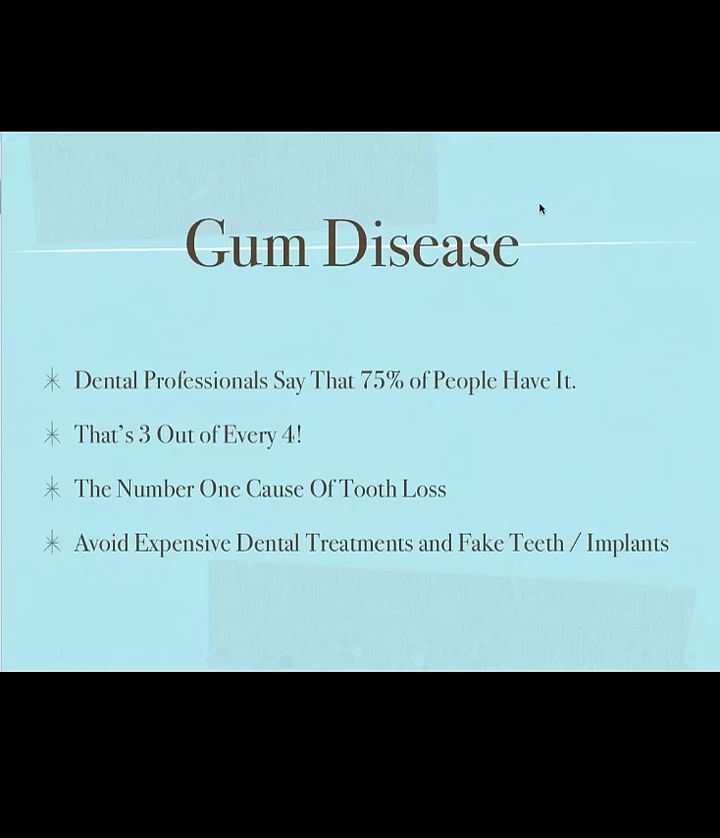 Gum Disease
Dental Professionals Say That 75% of People Have It.
That's 3 Out of Every 4!
The Number One Cause Of Tooth Loss
Avoid Expensive Dental Treatments and Fake Teeth / Implants